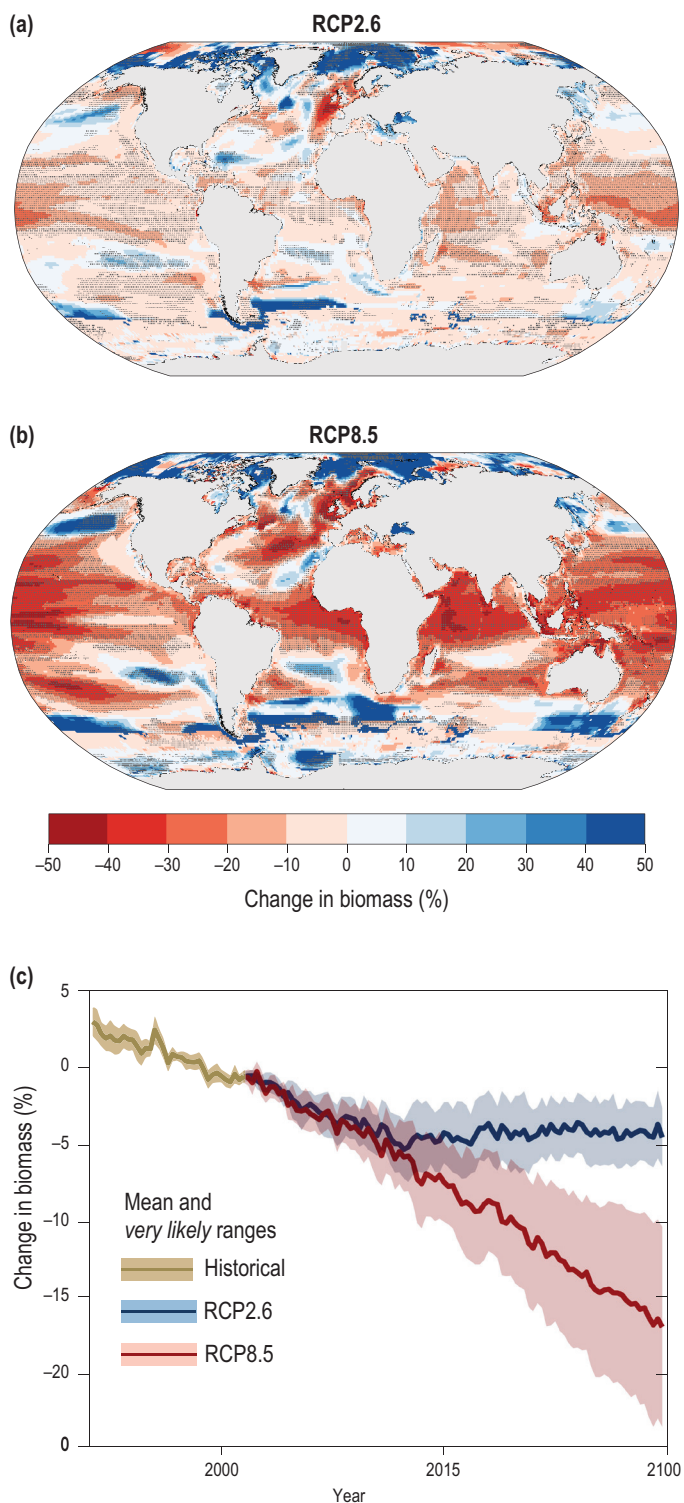 (a)
RCP2.6
(b)
RCP8.5
–50 –40 –30 –20 –10 0 10 20 30 40 50
Change in biomass (%)
(c)
5
0
–5
–10
–15
–20
0
Change in biomass (%)
Mean and
very likely ranges
Historical
RCP2.6
RCP8.5
2000 2015 2100
Year